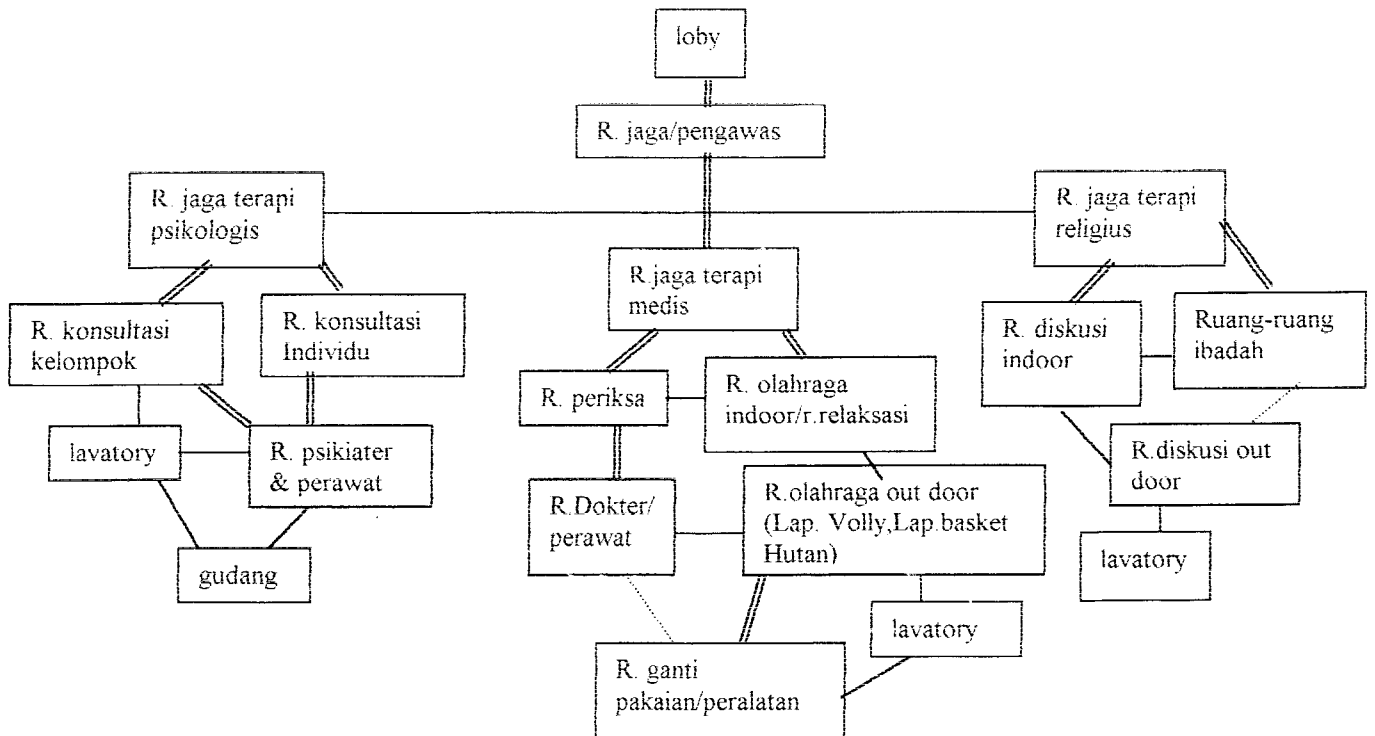 loby
R. jaga/pengawas
R. jaga terapi
psikologis
R. jaga terapi
religius
R.jaga terapi
medis
R. konsultasi
kelompok
R. konsultasi
Individu
R. diskusi
indoor
Ruang-ruang
ibadah
R. periksa
R. olahraga
indoor/r.relaksasi
lavatory
R. psikiater
& perawat
R.diskusi out
door
R.Dokter/
perawat
R.olahraga out door
(Lap. Volly,Lap.basket
Hutan)
gudang
lavatory
lavatory
R. ganti
pakaian/peralatan